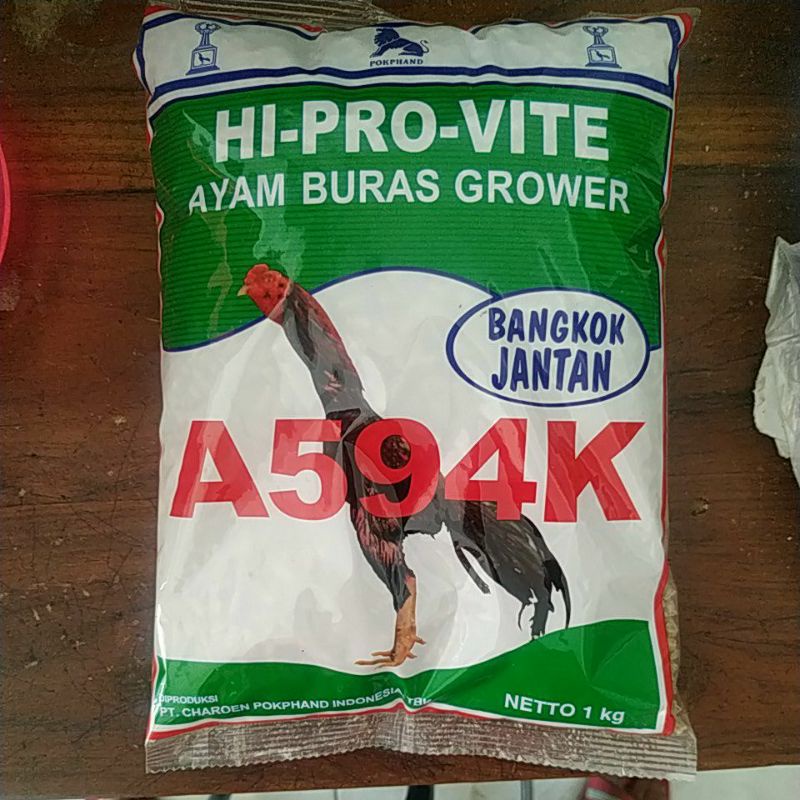 POKPHAND
HI-PRO-VITE
AYAM BURAS GROWER
BANGKOK
JANTAN
A594K
DIPRODUKSI
PT. CHAROEN POKPHAND INDONESIA TBK
NETTO 1 kg